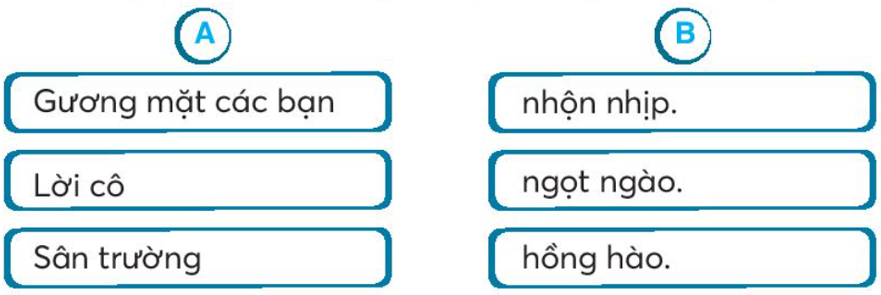 A
B
Gương mặt các bạn
nhộn nhịp.
Lời cô
ngọt ngào.
Sân trường
hồng hào.